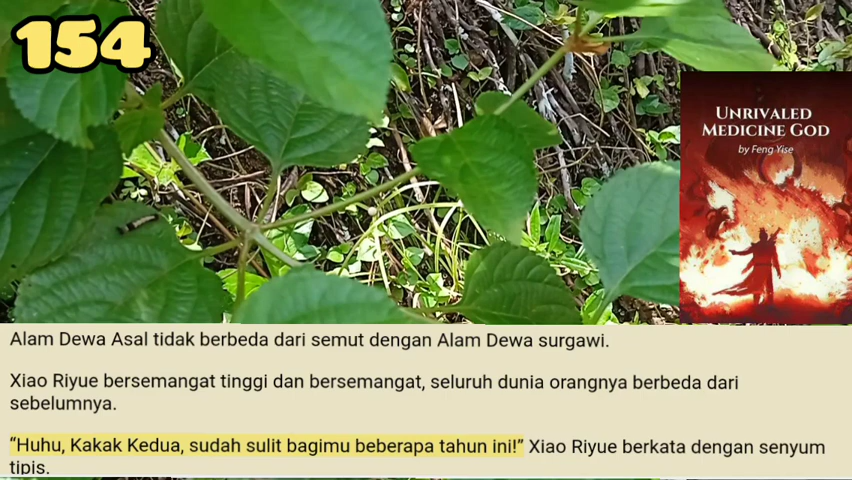 154
UNRIVALED
MEDICINE GOD
by Feng Yise
Alam Dewa Asal tidak berbeda dari semut dengan Alam Dewa surgawi.
Xiao Riyue bersemangat tinggi dan bersemangat, seluruh dunia orangnya berbeda dari
sebelumnya.
“Huhu, Kakak Kedua, sudah sulit bagimu beberapa tahun ini!” Xiao Riyue berkata dengan senyum
tipis.